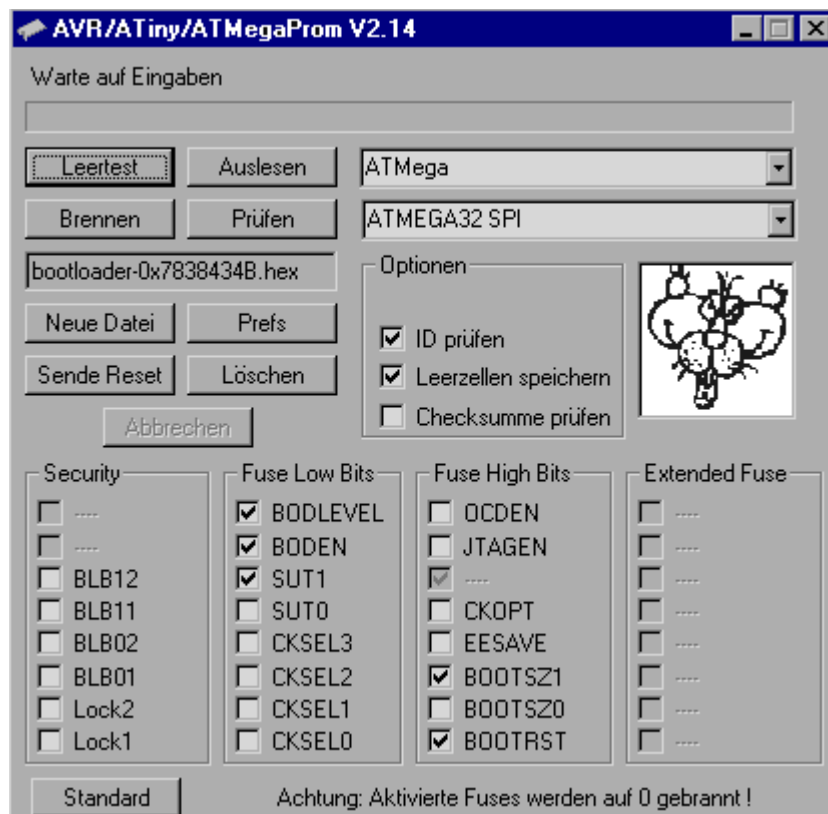 AVR/ATiny/ATMegaProm V2.14
Warte auf Eingaben
Leertest Auslesen ATMega
Brennen Prüfen ATMEGA32 SPI
bootloader-0x7838434B.hex
Optionen
Neue Datei Prefs
ID prüfen
Sende Reset Löschen
Leerzellen speichern
Abbrechen
Checksumme prüfen
Security
----
----
BLB12
BLB11
BLB02
BLB01
Lock2
Lock1
Fuse Low Bits
BODLEVEL
BODEN
SUT1
SUT0
CKSEL3
CKSEL2
CKSEL1
CKSEL0
Fuse High Bits
OCDEN
JTAGEN
----
CKOPT
EESAVE
BOOTSZ1
BOOTSZ0
BOOTRST
Extended Fuse
----
----
----
----
----
----
----
----
Standard
Achtung: Aktivierte Fuses werden auf 0 gebrannt !